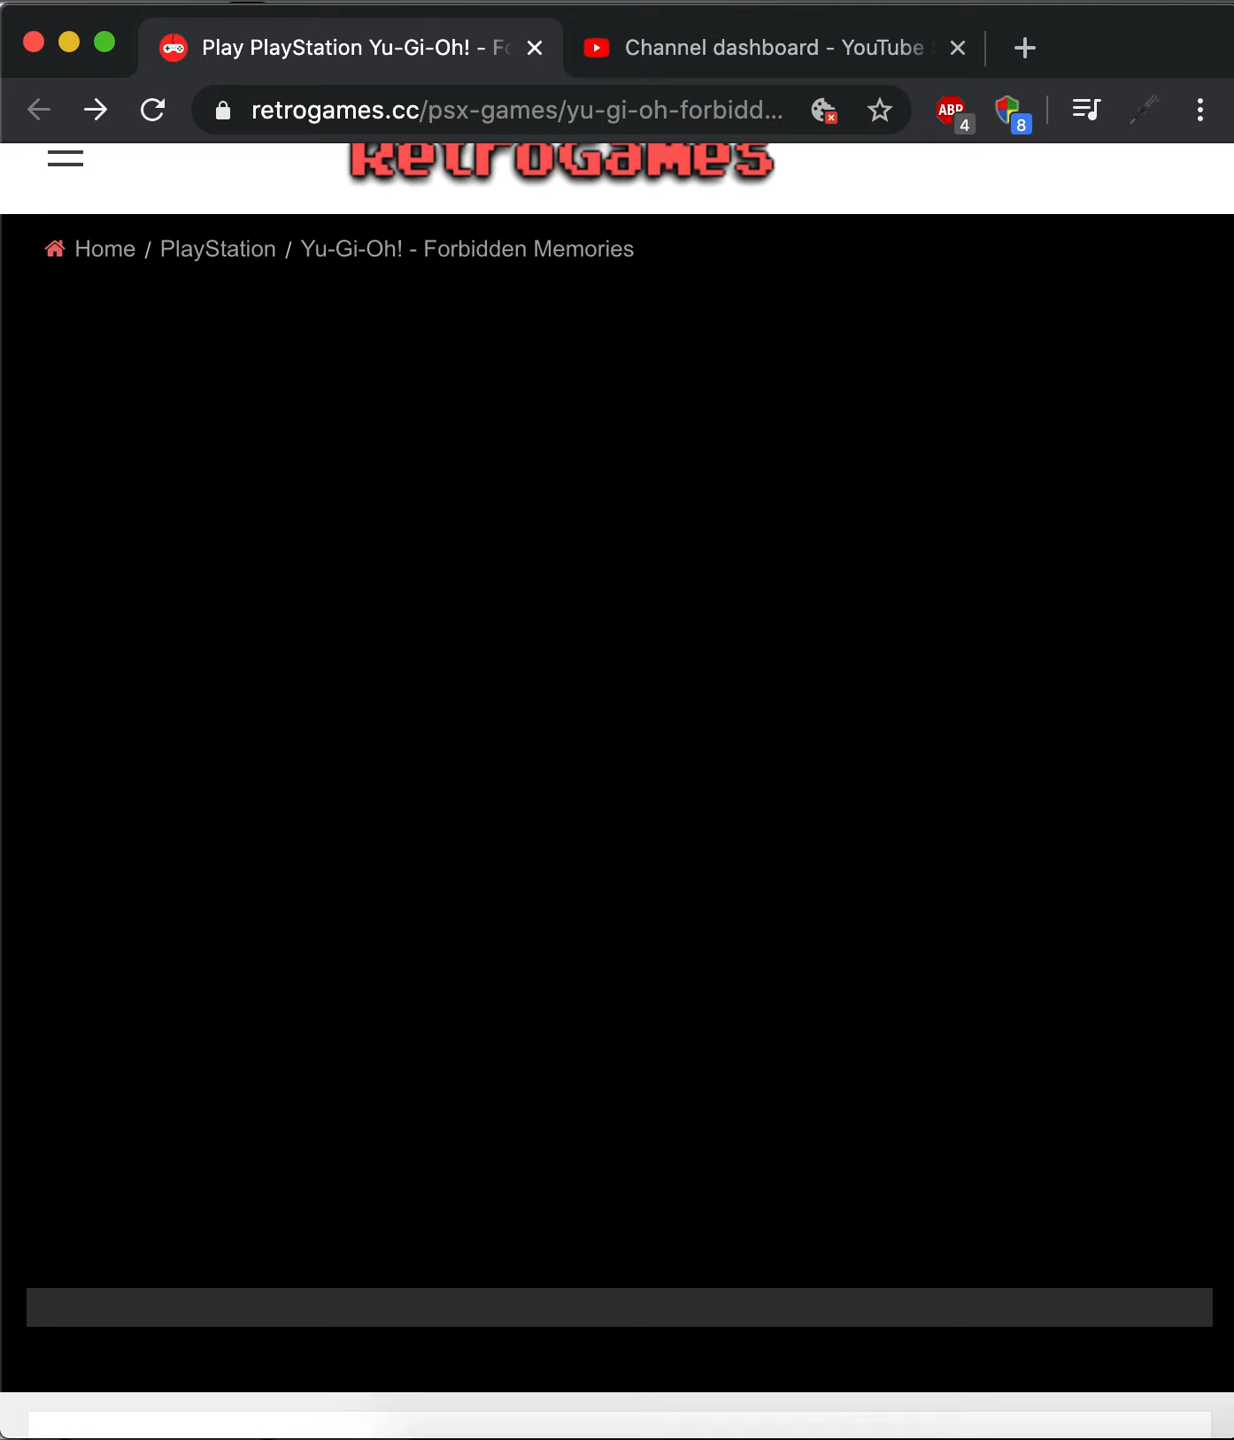 Play PlayStation Yu-Gi-Oh! - Fo
Channel dashboard - YouTube
retrogames.cc/psx-games/yu-gi-oh-forbidd...
ABP
4
8
RetroGames
Home / PlayStation / Yu-Gi-Oh! - Forbidden Memories